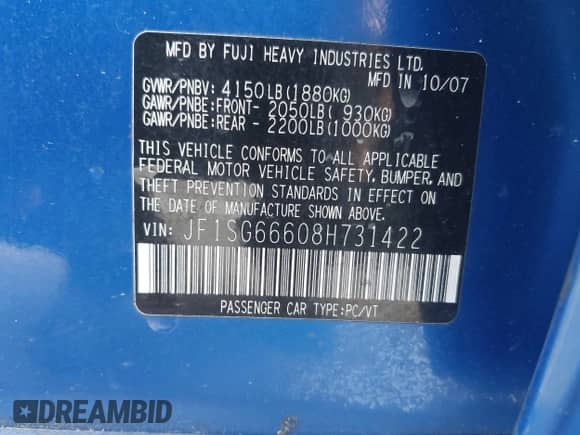 MFD BY FUJI HEAVY INDUSTRIES LTD.
MFD IN 10/07
GVWR/PNBV: 4150LB(1880KG)
GAWR/PNBE:FRONT- 2050LB( 930KG)
GAWR/PNBE:REAR - 2200LB(1000KG)
THIS VEHICLE CONFORMS TO ALL APPLICABLE
FEDERAL MOTOR VEHICLE SAFETY, BUMPER, AND
THEFT PREVENTION STANDARDS IN EFFECT ON
THE DATE OF MANUFACTURE SHOWN ABOVE.
VIN: JF1SG66608H731422
PASSENGER CAR TYPE:PC/VT
DREAMBID